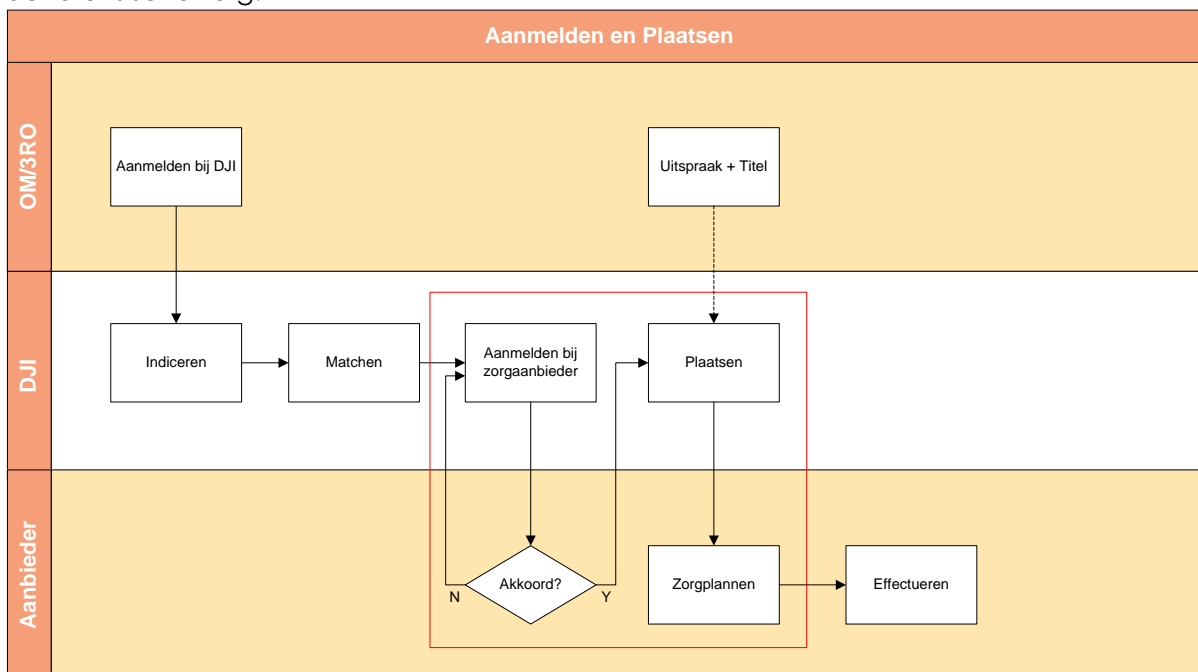 Aanmelden en Plaatsen
OM/3RO
Aanmelden bij DJI
Uitspraak + Titel
DJI
Indiceren
Matchen
Aanmelden bij
zorgaanbieder
Plaatsen
Aanbieder
Akkoord?
N
Y
Zorgplannen
Effectueren